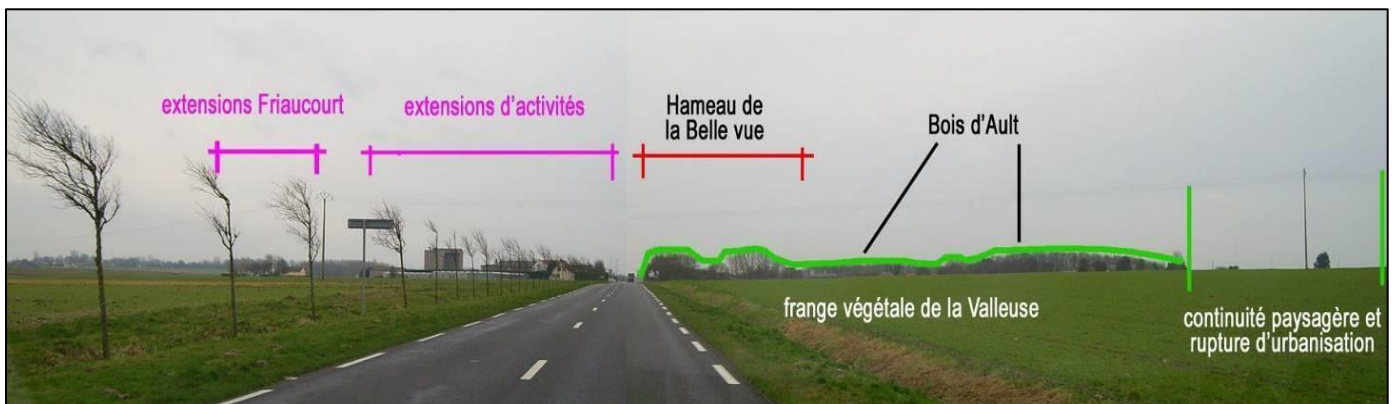 extensions Friaucourt
extensions d'activités
Hameau de
la Belle vue
Bois d'Ault
frange végétale de la Valleuse
continuité paysagère et
rupture d'urbanisation